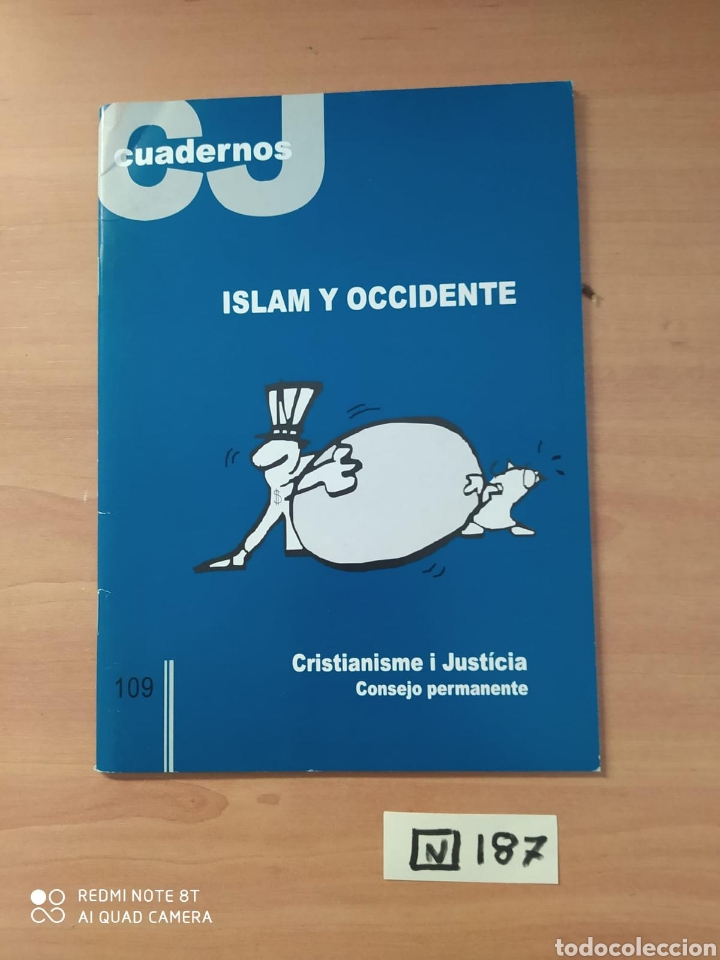 CJ
cuadernos
ISLAM Y OCCIDENTE
$
Cristianisme i Justícia
Consejo permanente
109
N 187
REDMI NOTE 8T
AI QUAD CAMERA
todocoleccion